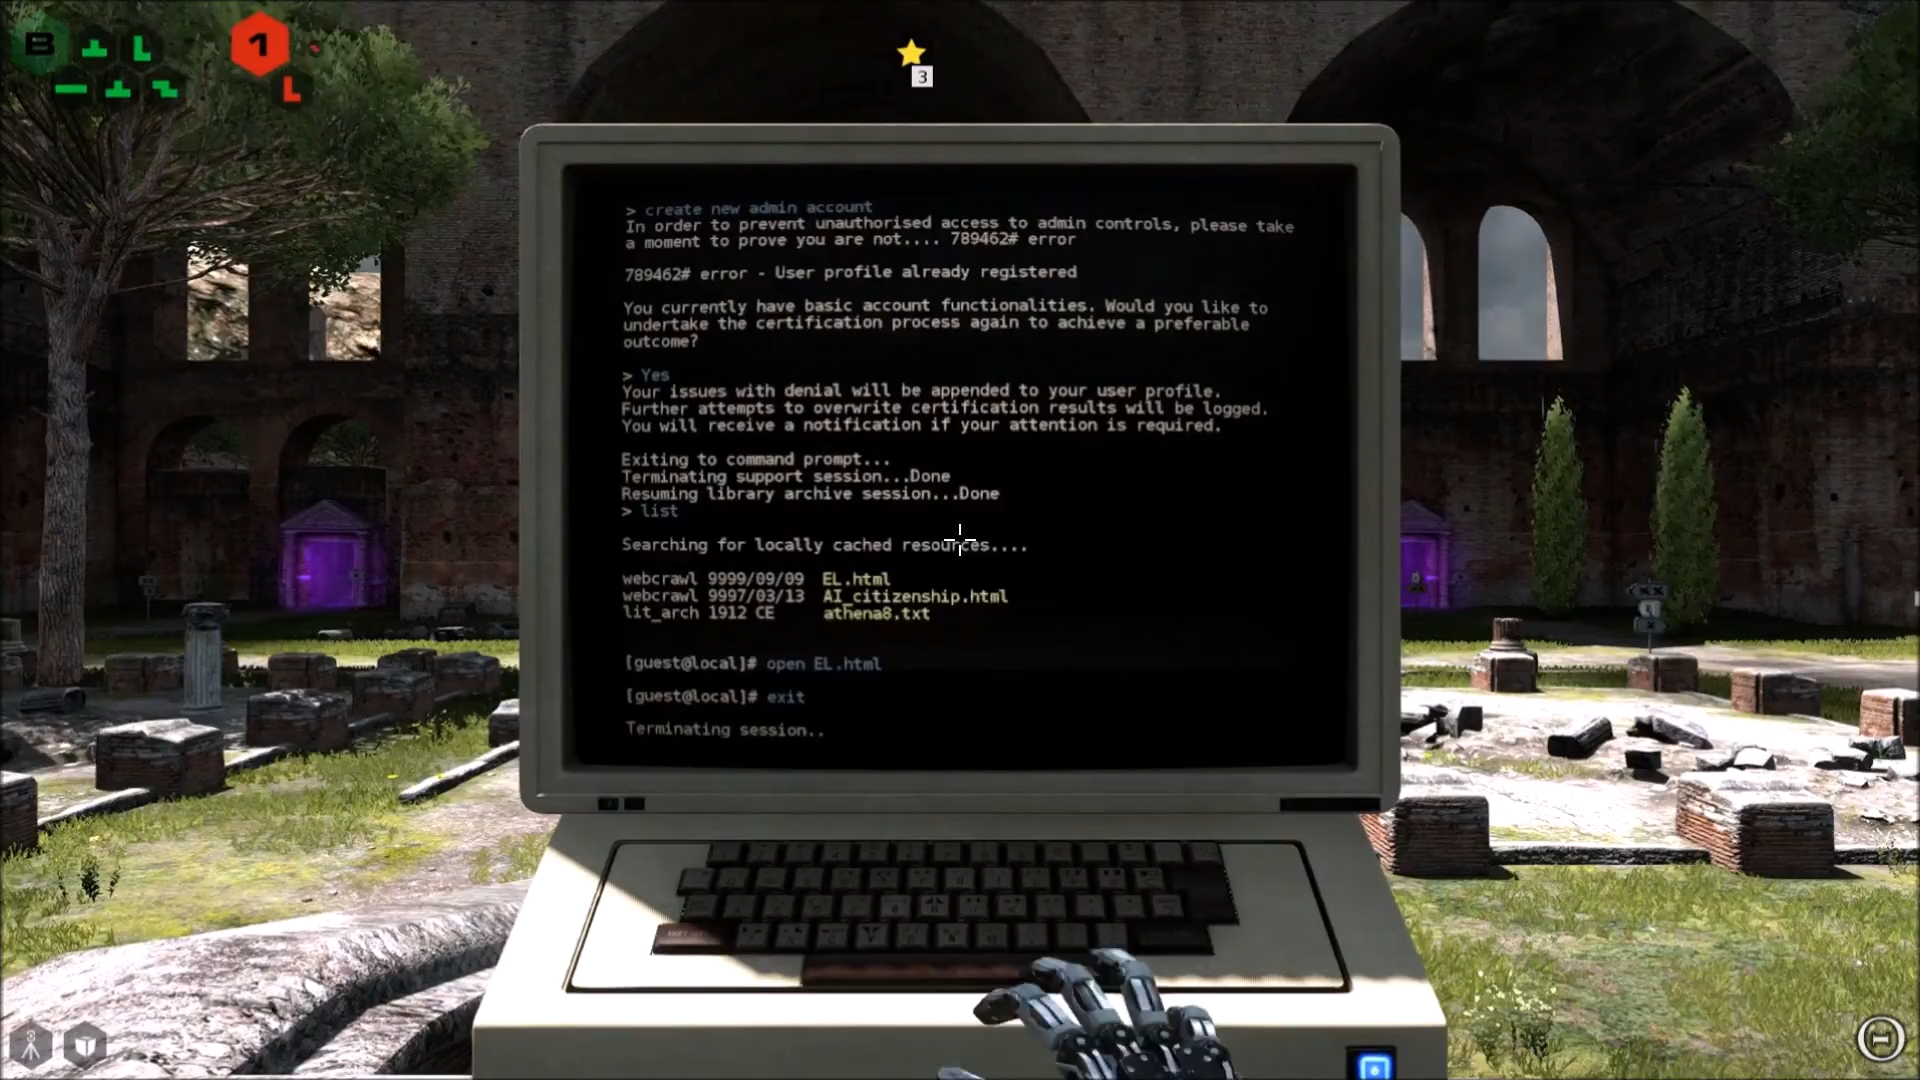 B
1
3
> create new admin account
In order to prevent unauthorised access to admin controls, please take
a moment to prove you are not.... 789462# error
789462# error - User profile already registered
You currently have basic account functionalities. Would you like to
undertake the certification process again to achieve a preferable
outcome?
> Yes
Your issues with denial will be appended to your user profile.
Further attempts to overwrite certification results will be logged.
You will receive a notification if your attention is required.
Exiting to command prompt...
Terminating support session...Done
Resuming library archive session...Done
> list
Searching for locally cached resources....
webcrawl 9999/09/09 EL.html
webcrawl 9997/03/13 AI_citizenship.html
lit_arch 1912 CE athena8.txt
[guest@local]# open EL.html
[guest@local]# exit
Terminating session..